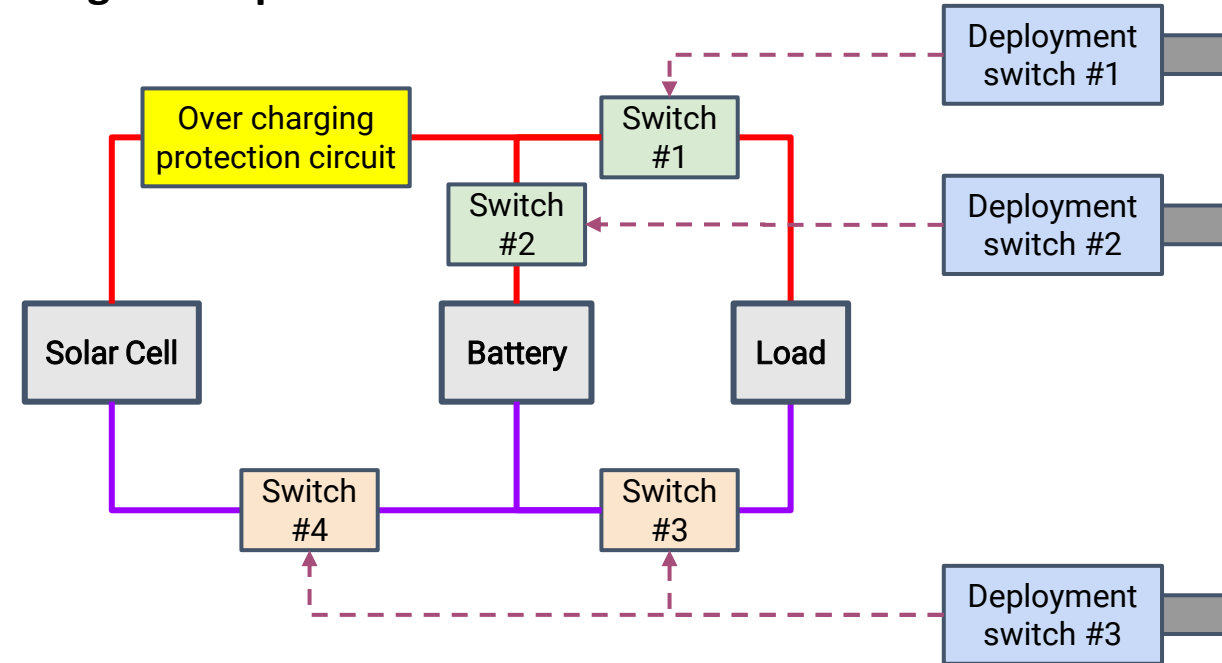 Deployment
switch #1
Over charging
protection circuit
Switch
#1
Switch
#2
Deployment
switch #2
Solar Cell
Battery
Load
Switch
#4
Switch
#3
Deployment
switch #3